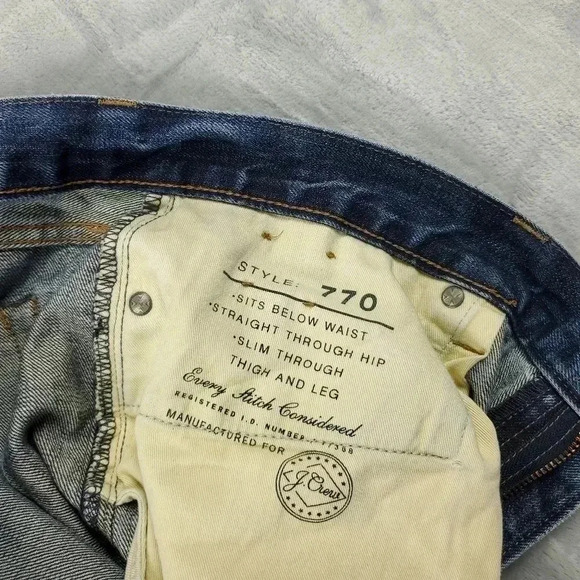 STYLE: 770
·SITS BELOW WAIST
·STRAIGHT THROUGH HIP
·SLIM THROUGH
THIGH AND LEG
Every Stitch Considered
REGISTERED I.D. NUMBER
MANUFACTURED FOR
J.Crew